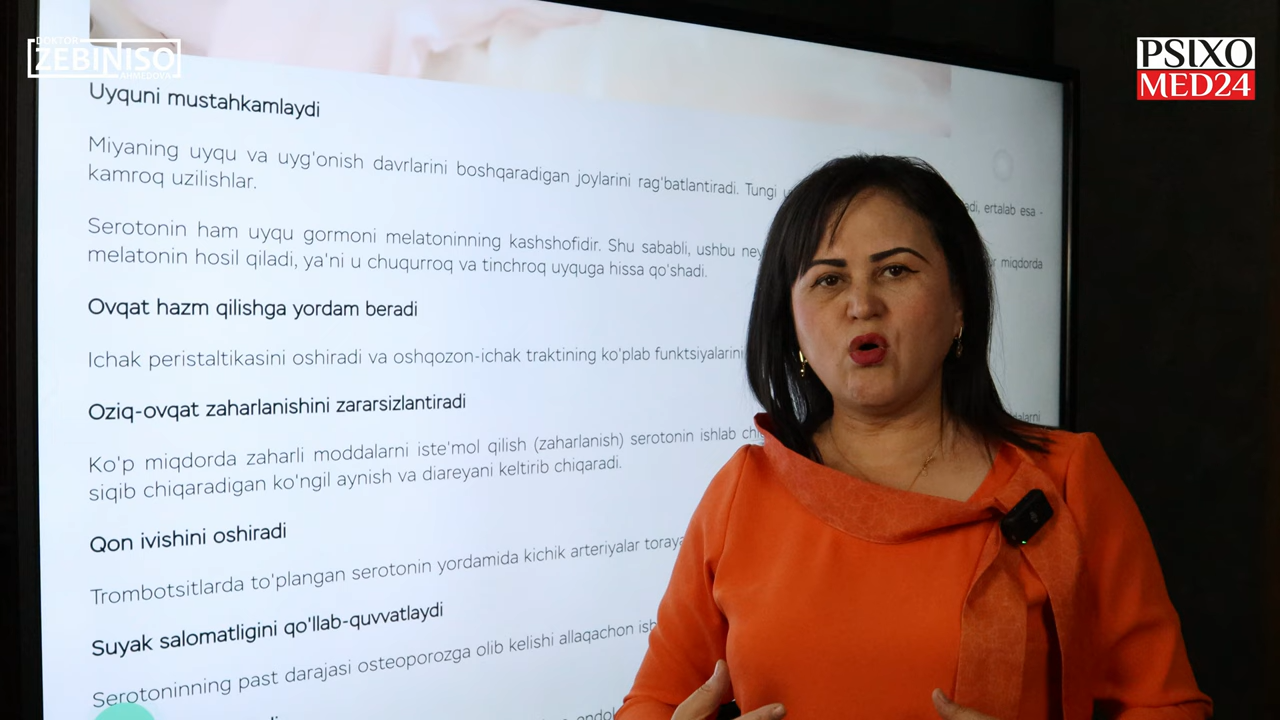 DOKTOR
ZEBINISO
AHMEDOVA
PSIXO
MED24
Uyquni mustahkamlaydi
Miyaning uyqu va uyg'onish davrlarini boshqaradigan joylarini rag'batlantiradi. Tungi
ertalab esa -
kamroq uzilishlar.
Serotonin ham uyqu gormoni melatoninning kashshofidir. Shu sababli, ushbu
miqdorda
melatonin hosil qiladi, ya'ni u chuqurroq va tinchroq uyquga hissa qo'shadi.
Ovqat hazm qilishga yordam beradi
Ichak peristaltikasini oshiradi va oshqozon-ichak traktining ko'plab funktsiyalarini
Oziq-ovqat zaharlanishini zararsizlantiradi
Ko'p miqdorda zaharli moddalarni iste'mol qilish (zaharlanish) serotonin ishlab
siqib chiqaradigan ko'ngil aynish va diareyani keltirib chiqaradi.
Qon ivishini oshiradi
Trombotsitlarda to'plangan serotonin yordamida kichik arteriyalar
Suyak salomatligini qo'llab-quvvatlaydi
Serotoninning past darajasi osteoporozga olib kelishi allaqachon